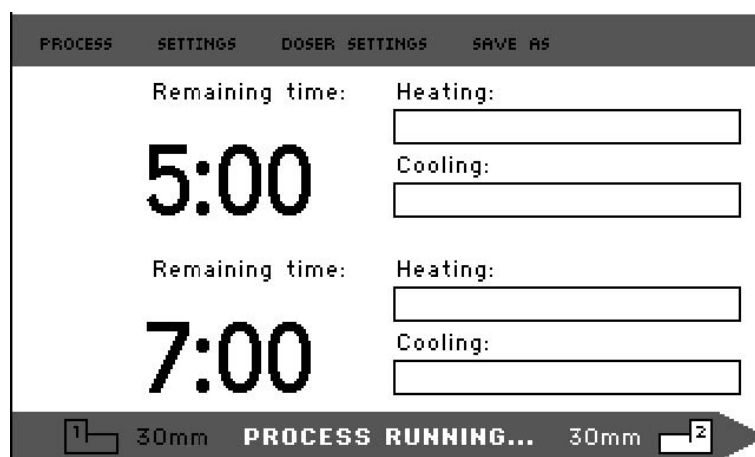 PROCESS SETTINGS DOSER SETTINGS SAVE AS
Remaining time: Heating:
5:00
Cooling:
Remaining time: Heating:
7:00
Cooling:
1 30mm PROCESS RUNNING... 30mm 2